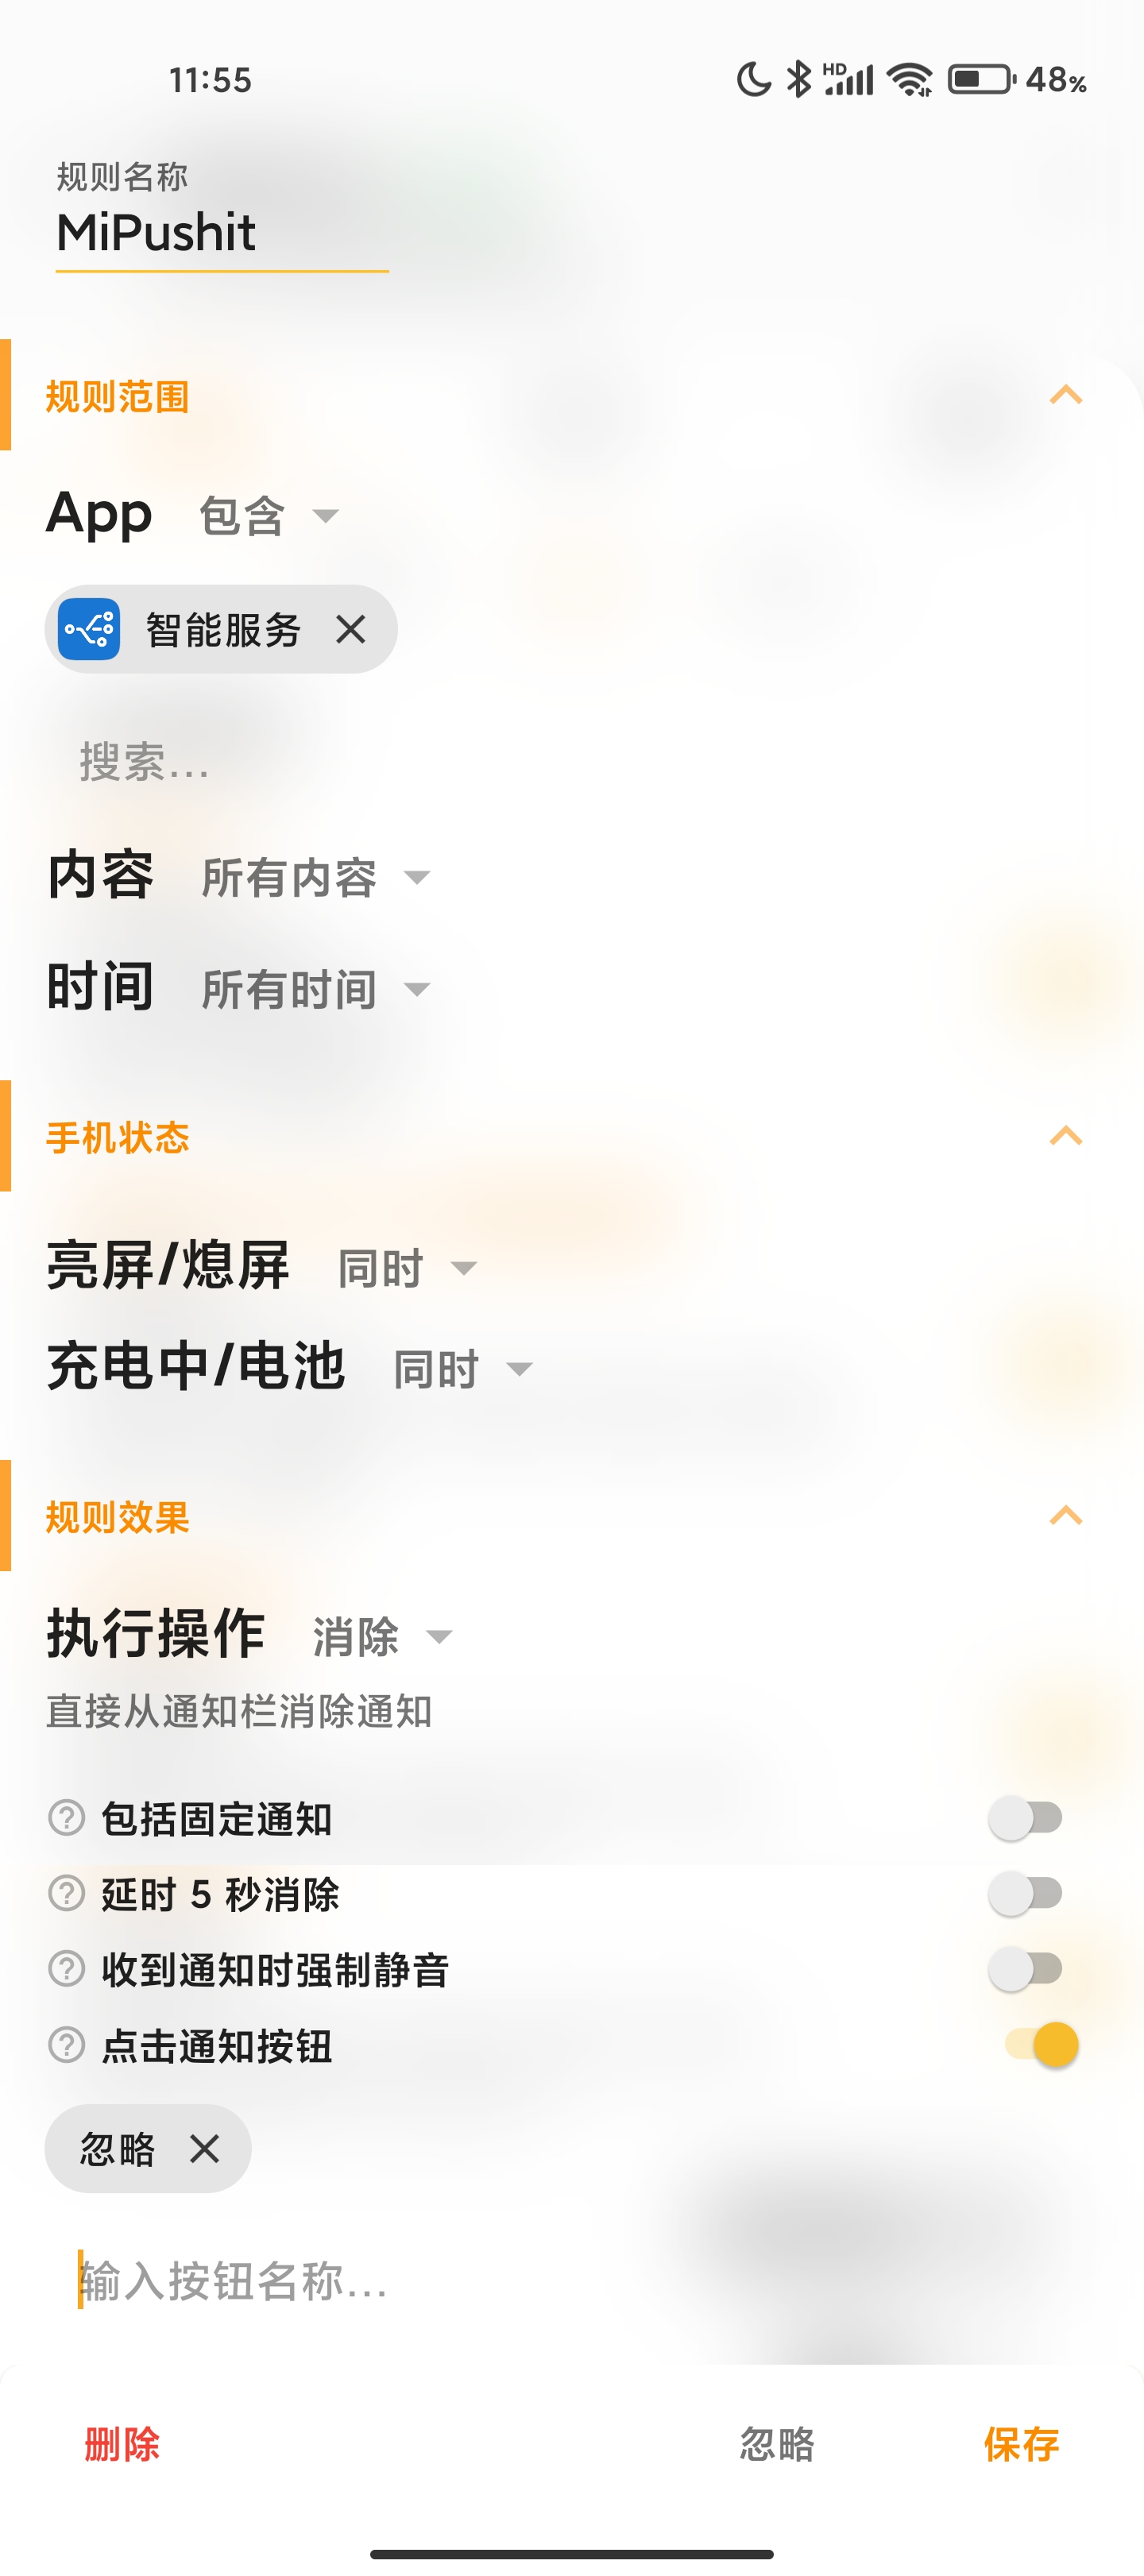 11:55 HD 48%
规则名称
MiPushit
规则范围
App 包含
智能服务
搜索...
内容 所有内容
时间 所有时间
手机状态
亮屏/熄屏 同时
充电中/电池 同时
规则效果
执行操作 消除
直接从通知栏消除通知
? 包括固定通知
? 延时 5 秒消除
? 收到通知时强制静音
? 点击通知按钮
忽略
输入按钮名称...
删除 忽略 保存